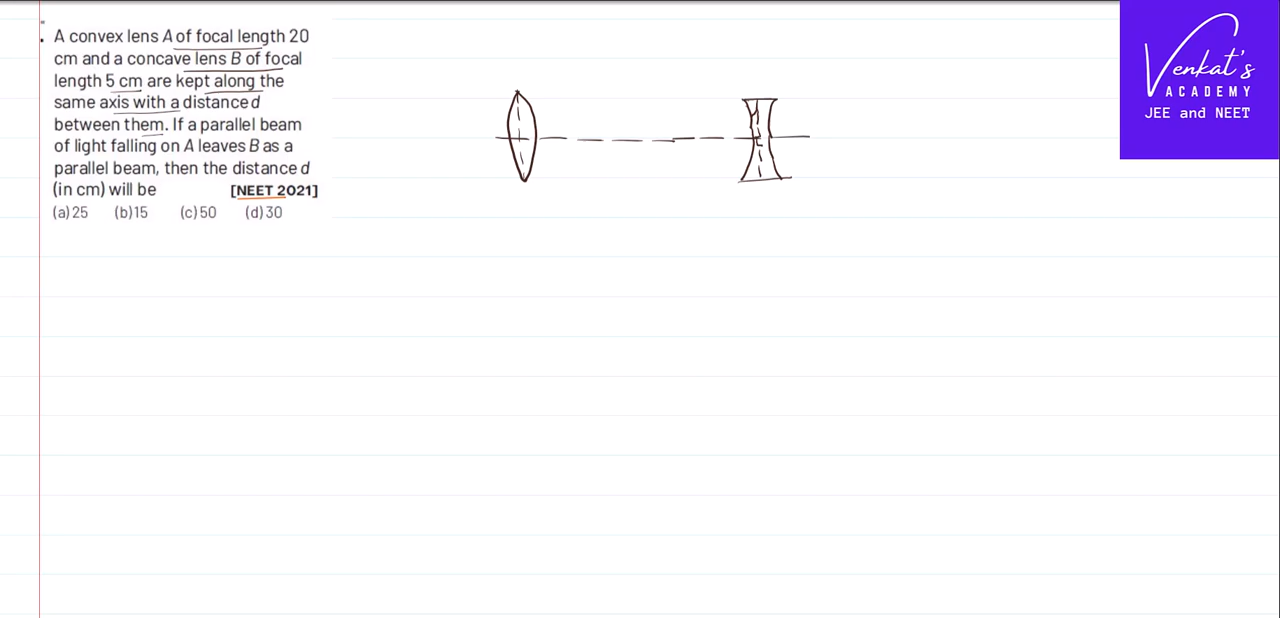 A convex lens A of focal length 20
cm and a concave lens B of focal
length 5 cm are kept along the
same axis with a distance d
between them. If a parallel beam
of light falling on A leaves B as a
parallel beam, then the distance d
(in cm) will be [NEET 2021]
(a) 25 (b) 15 (c) 50 (d) 30
Venkat's
ACADEMY
JEE and NEET